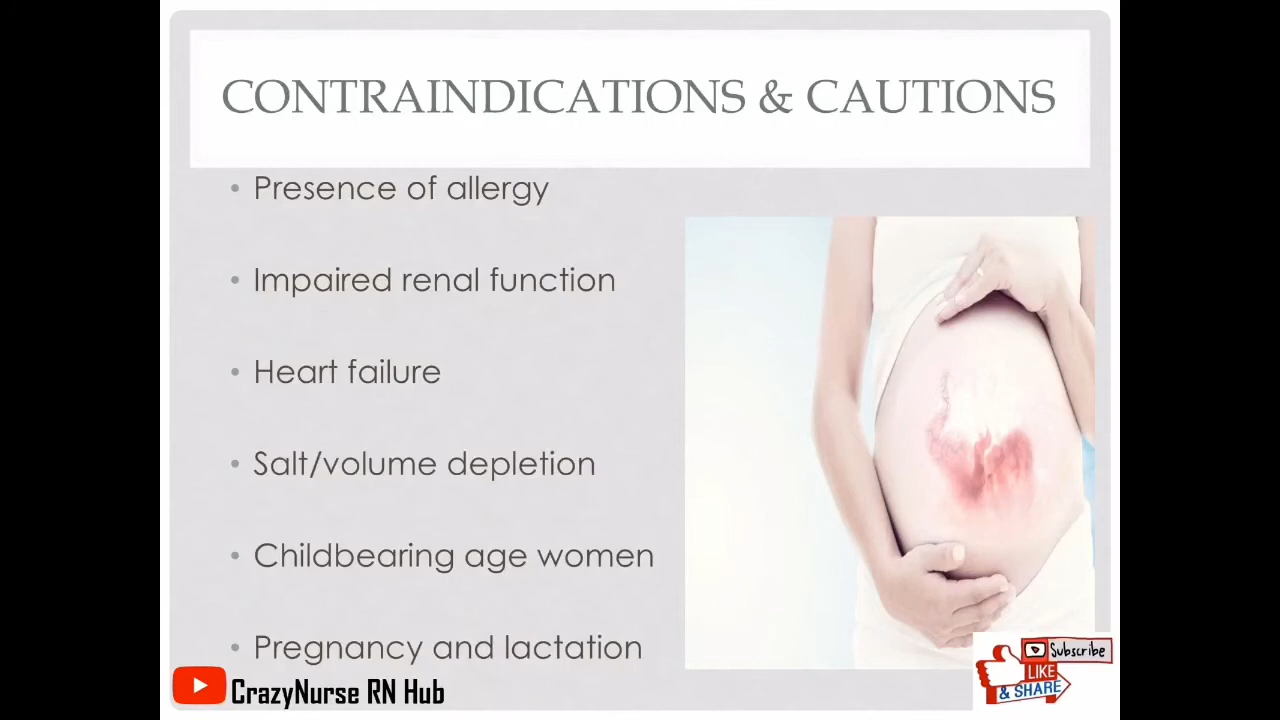 CONTRAINDICATIONS & CAUTIONS
• Presence of allergy
• Impaired renal function
• Heart failure
• Salt/volume depletion
• Childbearing age women
• Pregnancy and lactation
CrazyNurse RN Hub
Subscribe
LIKE
& SHARE